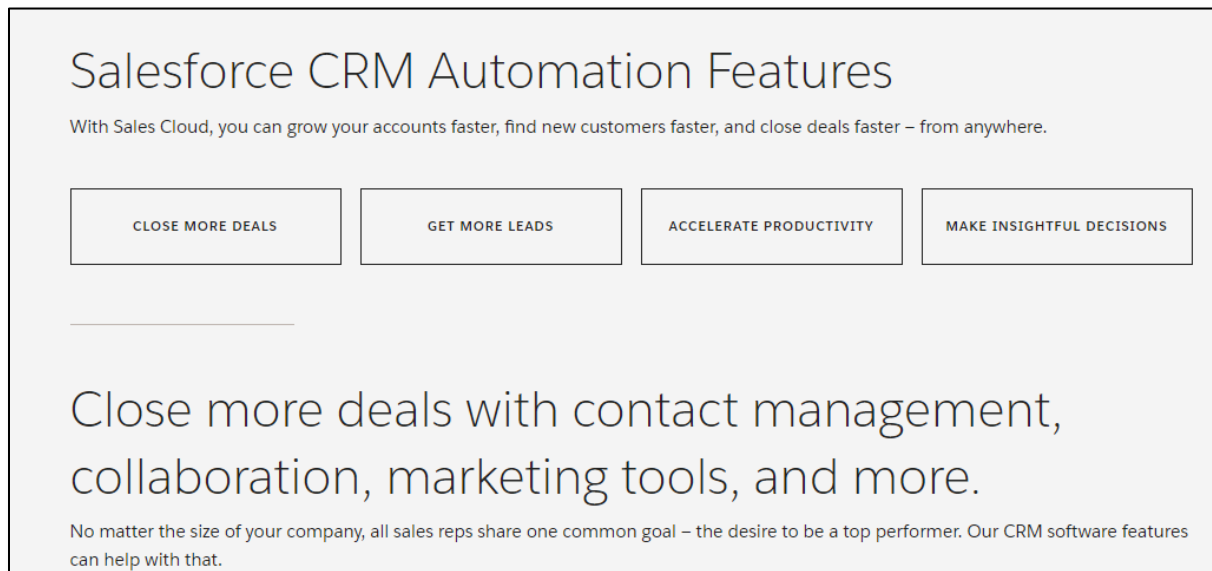 Salesforce CRM Automation Features
With Sales Cloud, you can grow your accounts faster, find new customers faster, and close deals faster – from anywhere.
CLOSE MORE DEALS
GET MORE LEADS
ACCELERATE PRODUCTIVITY
MAKE INSIGHTFUL DECISIONS
Close more deals with contact management,
collaboration, marketing tools, and more.
No matter the size of your company, all sales reps share one common goal – the desire to be a top performer. Our CRM software features
can help with that.